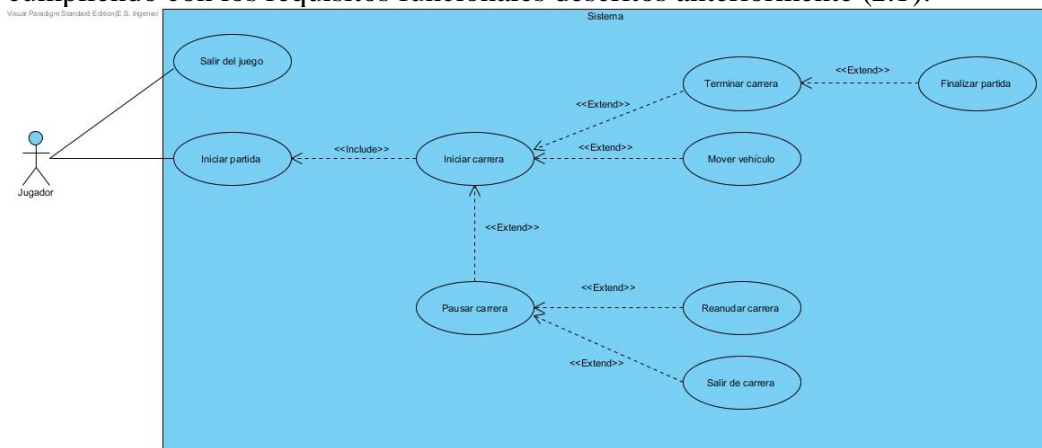 cumpliendo con los requisitos funcionales descritos anteriormente (2.1).
Visual Paradigm Standard Edition(E.S. Ingenier
Sistema
Salir del juego
Terminar carrera
<<Extend>>
Finalizar partida
<<Extend>>
Jugador
Iniciar partida
<<Include>>
Iniciar carrera
<<Extend>>
Mover vehículo
<<Extend>>
Pausar carrera
<<Extend>>
Reanudar carrera
<<Extend>>
Salir de carrera